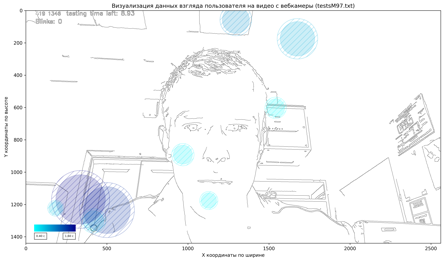 Визуализация данных взгляда пользователя на видео с вебкамеры (testsM97.txt)
testing time left: 8.93
Blinks: 0
0
200
400
600
800
1000
1200
1400
Y координаты по высоте
0
500
1000
1500
2000
2500
X координаты по ширине